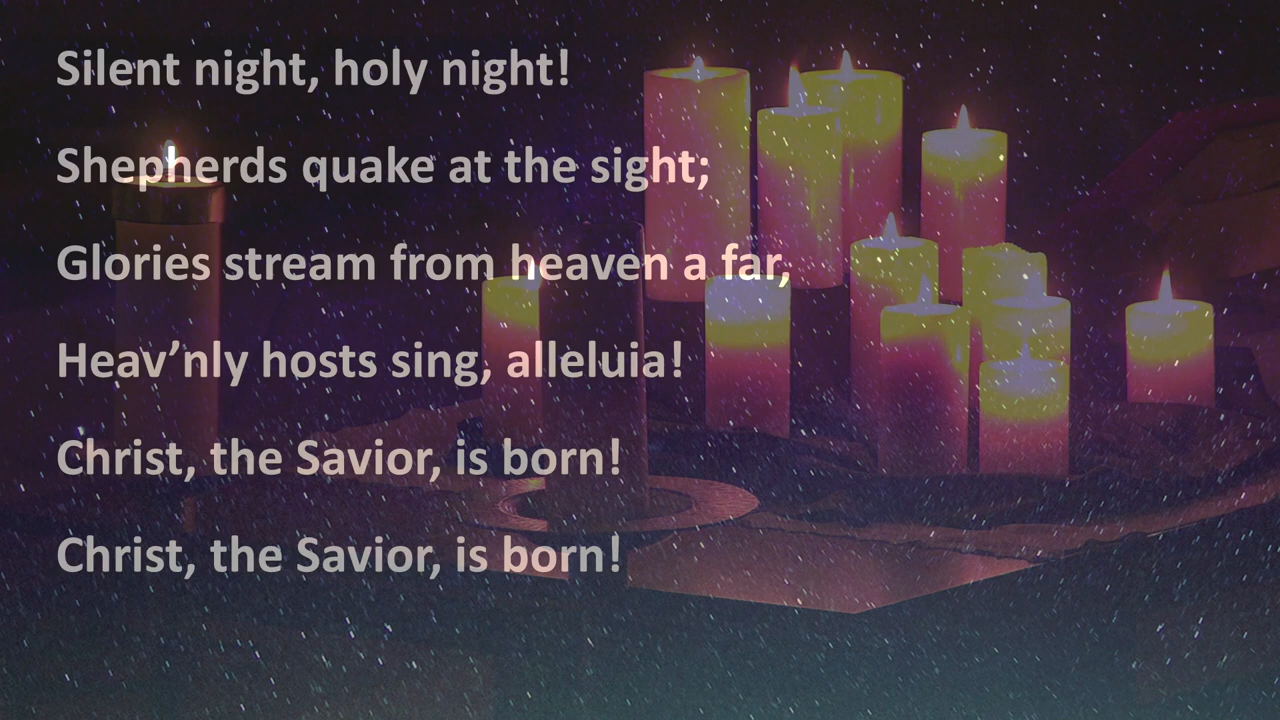 Silent night, holy night!
Shepherds quake at the sight;
Glories stream from heaven a far,
Heav’nly hosts sing, alleluia!
Christ, the Savior, is born!
Christ, the Savior, is born!